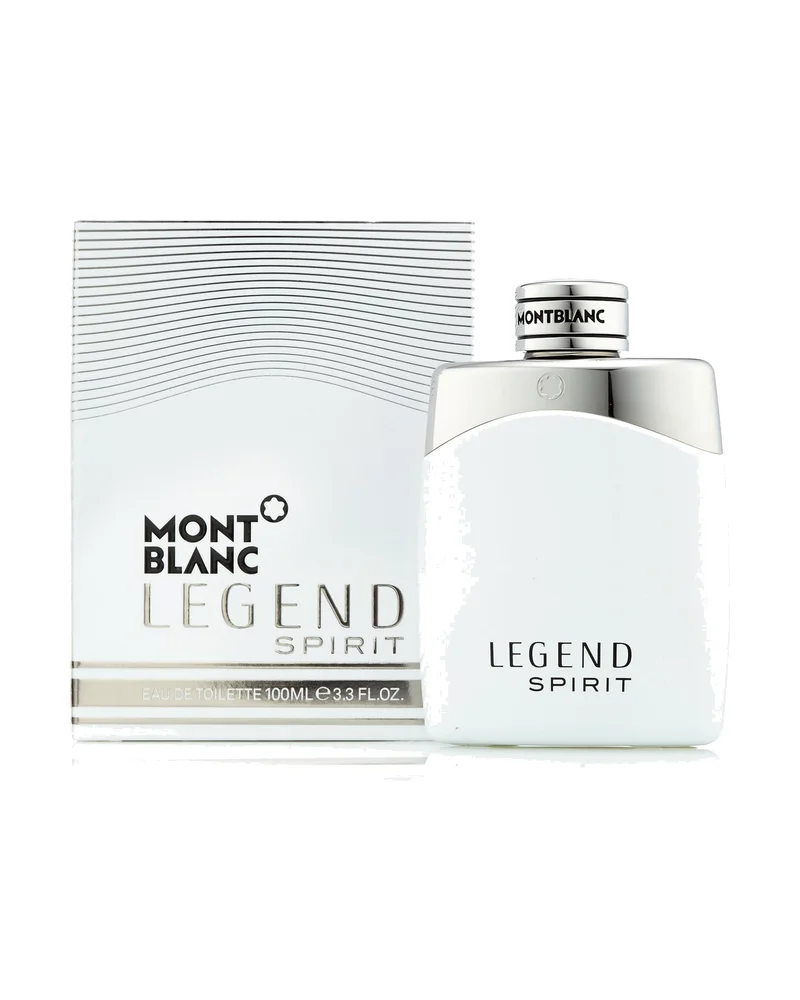 MONT
BLANC
LEGEND
SPIRIT
EAU DE TOILETTE 100ML ℮ 3.3 FL.OZ.
MONTBLANC
LEGEND
SPIRIT